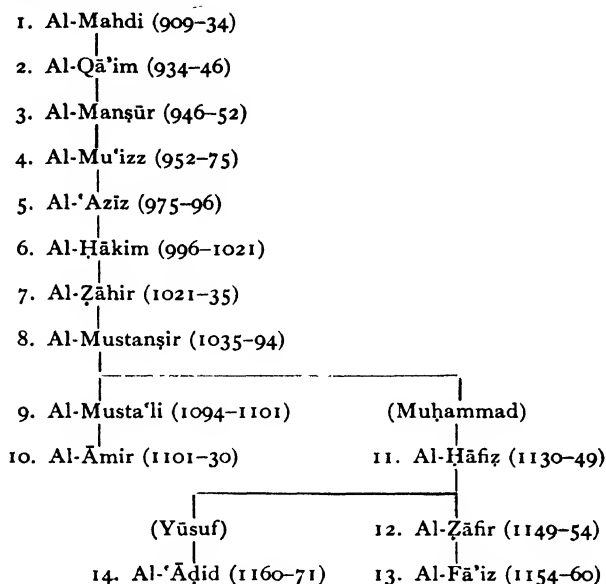 1. Al-Mahdi (909–34)
2. Al-Qā’im (934–46)
3. Al-Manṣūr (946–52)
4. Al-Mu‘izz (952–75)
5. Al-‘Azīz (975–96)
6. Al-Ḥākim (996–1021)
7. Al-Ẓāhir (1021–35)
8. Al-Mustanṣir (1035–94)
9. Al-Musta‘li (1094–1101) (Muḥammad)
10. Al-Āmir (1101–30) 11. Al-Ḥāfiẓ (1130–49)
(Yūsuf) 12. Al-Ẓāfir (1149–54)
14. Al-‘Āḍid (1160–71) 13. Al-Fā’iz (1154–60)